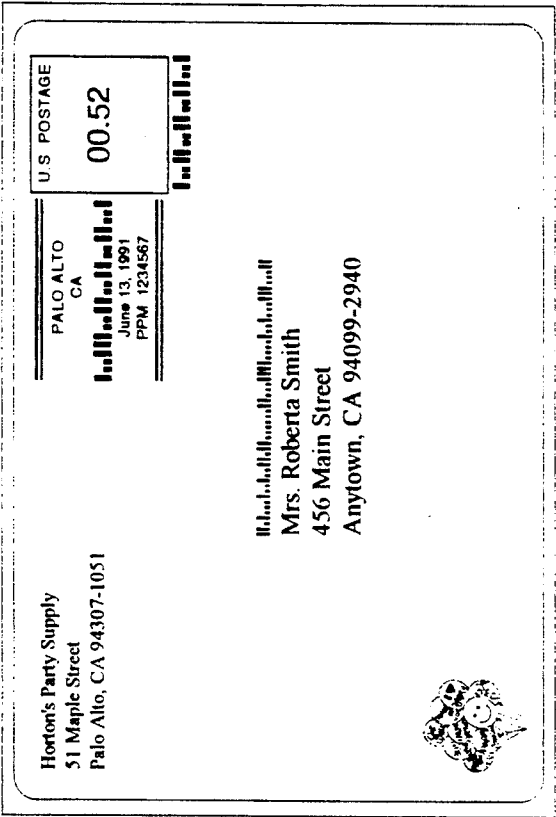 Horton's Party Supply
51 Maple Street
Palo Alto, CA 94307-1051
PALO ALTO
CA
June 13, 1991
PPM 1234567
U.S POSTAGE
00.52
Mrs. Roberta Smith
456 Main Street
Anytown, CA 94099-2940